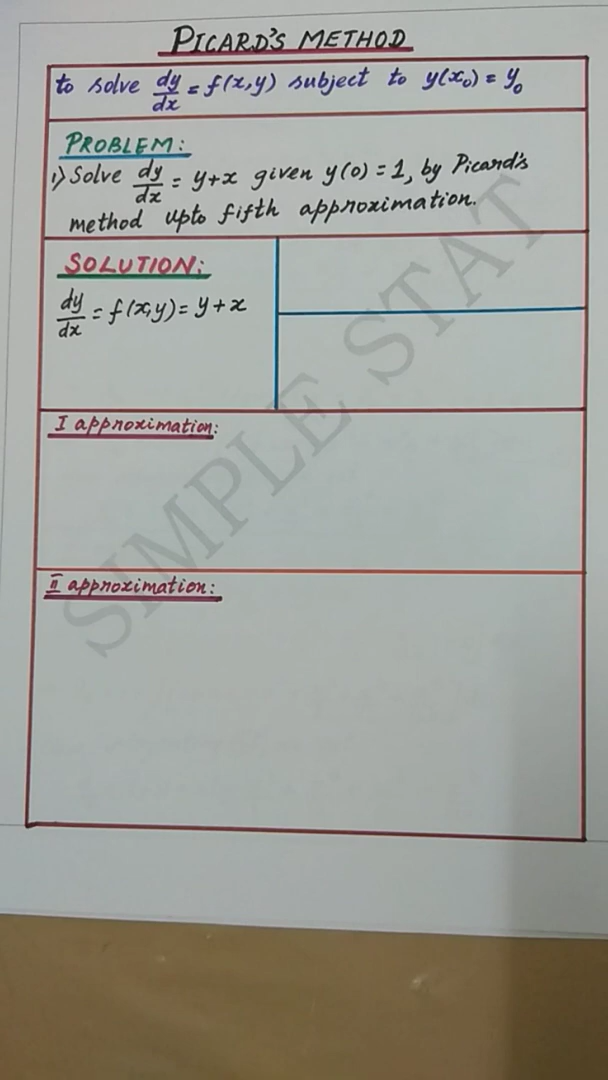 PICARD'S METHOD
to solve dy/dx = f(x,y) subject to y(x₀) = y₀
PROBLEM:
1) Solve dy/dx = y+x given y(0) = 1, by Picard's
method upto fifth approximation.
SOLUTION:
dy/dx = f(x,y) = y+x
I approximation:
II approximation:
SIMPLE STAT